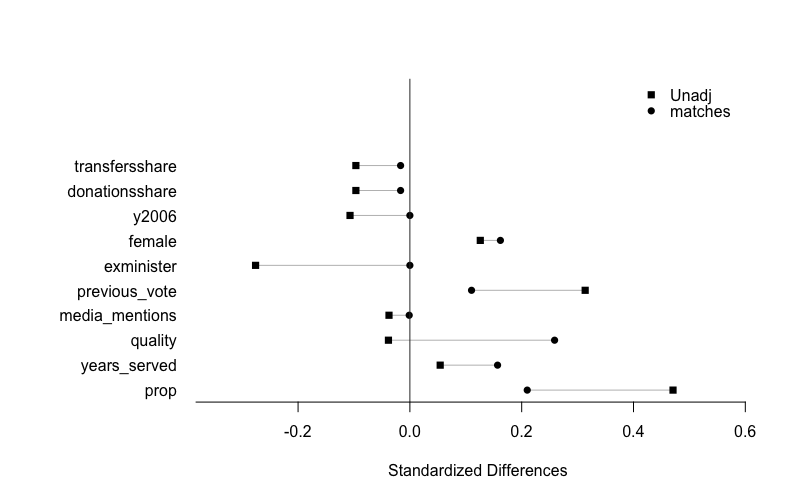 Unadj
matches
transfersshare
donationsshare
y2006
female
exminister
previous_vote
media_mentions
quality
years_served
prop
-0.2 0.0 0.2 0.4 0.6
Standardized Differences